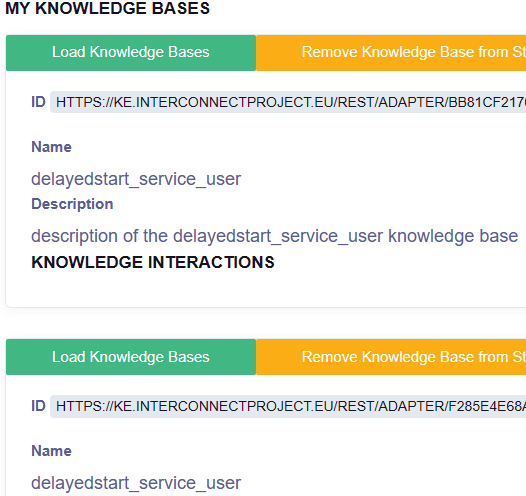 MY KNOWLEDGE BASES
Load Knowledge Bases Remove Knowledge Base from St
ID HTTPS://KE.INTERCONNECTPROJECT.EU/REST/ADAPTER/BB81CF217
Name
delayedstart_service_user
Description
description of the delayedstart_service_user knowledge base
KNOWLEDGE INTERACTIONS
Load Knowledge Bases Remove Knowledge Base from St
ID HTTPS://KE.INTERCONNECTPROJECT.EU/REST/ADAPTER/F285E4E68
Name
delayedstart_service_user